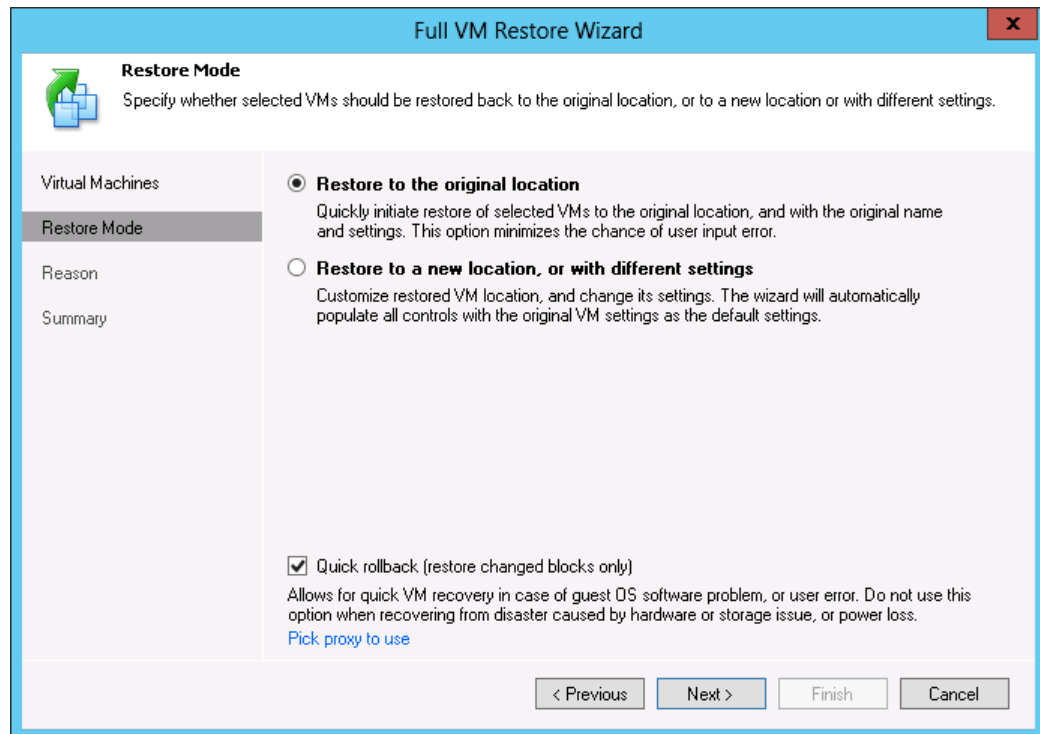 Full VM Restore Wizard
x
Restore Mode
Specify whether selected VMs should be restored back to the original location, or to a new location or with different settings.
Virtual Machines
Restore Mode
Reason
Summary
Restore to the original location
Quickly initiate restore of selected VMs to the original location, and with the original name
and settings. This option minimizes the chance of user input error.
Restore to a new location, or with different settings
Customize restored VM location, and change its settings. The wizard will automatically
populate all controls with the original VM settings as the default settings.
Quick rollback (restore changed blocks only)
Allows for quick VM recovery in case of guest OS software problem, or user error. Do not use this
option when recovering from disaster caused by hardware or storage issue, or power loss.
Pick proxy to use
< Previous
Next >
Finish
Cancel